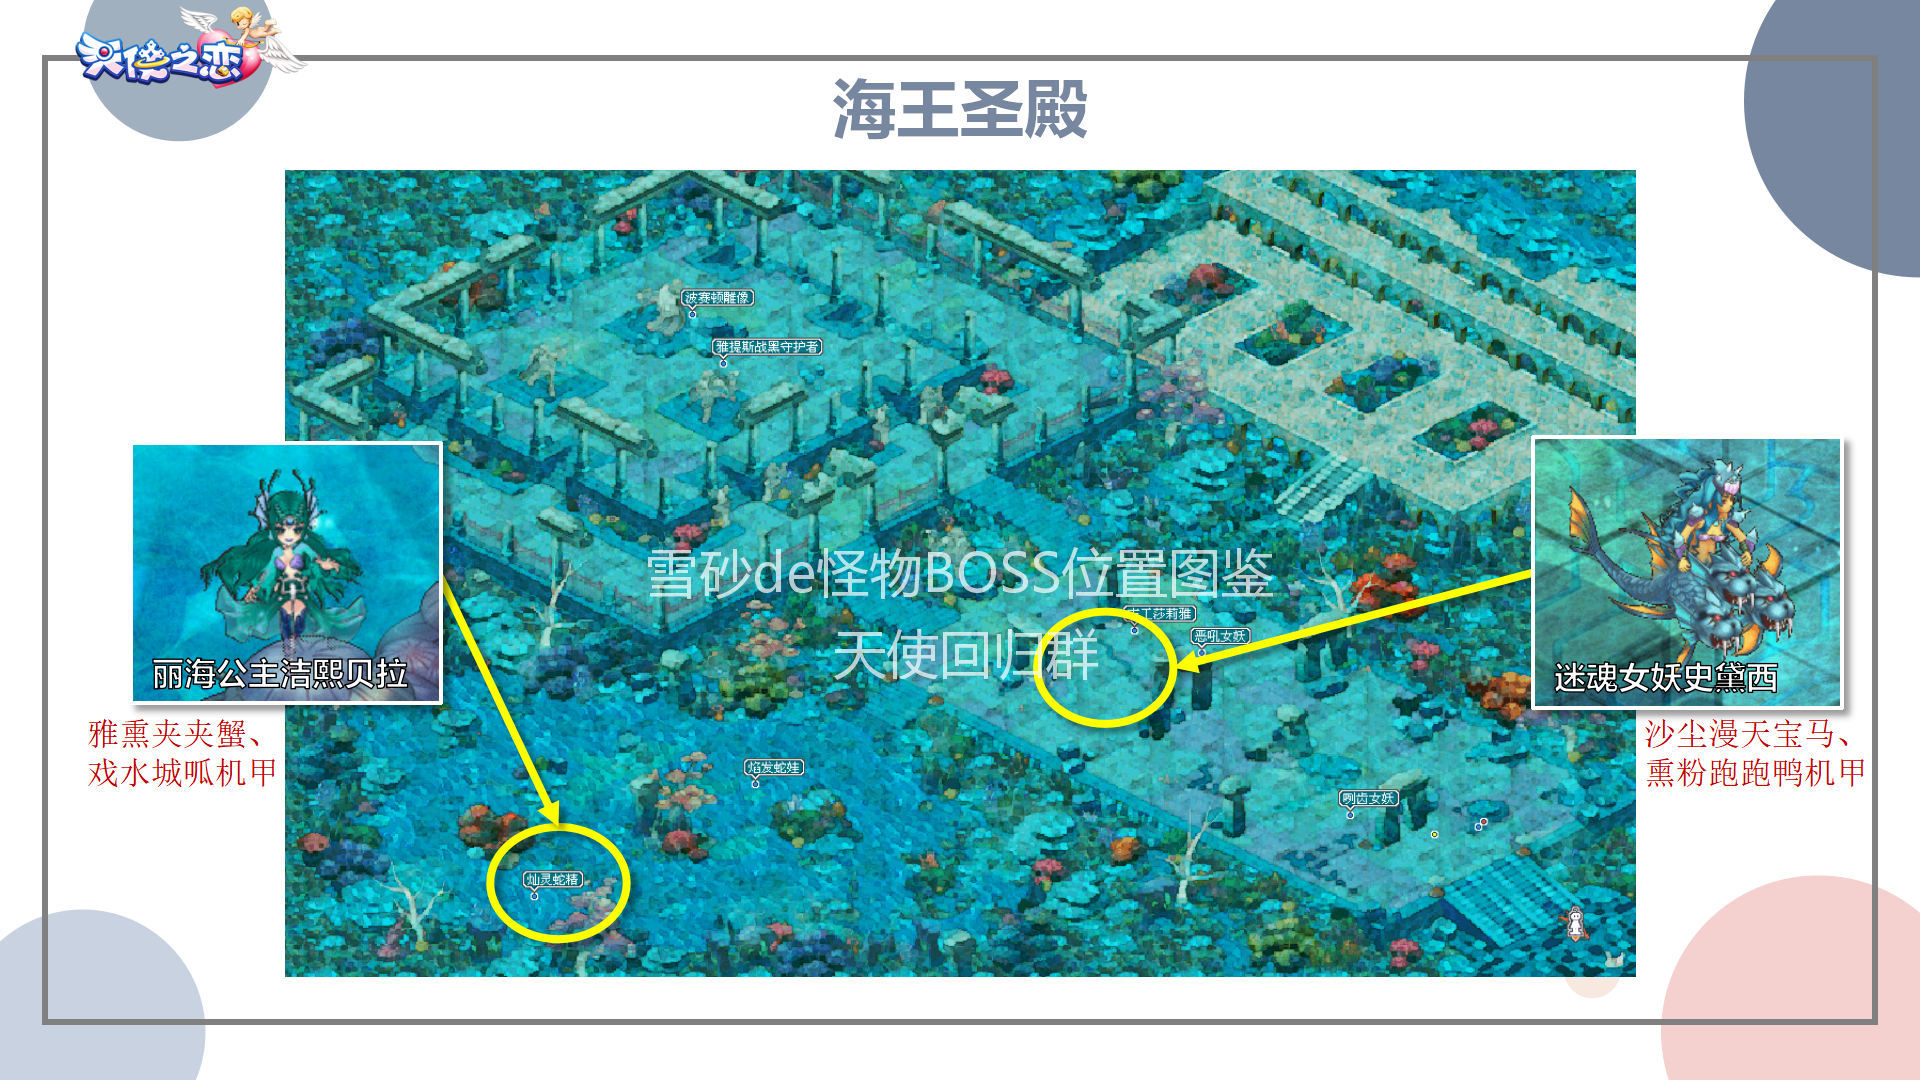 天使之恋
海王圣殿
波赛顿雕像
雅提斯战黑守护者
丽海公主洁熙贝拉
雅熏夹夹蟹、
戏水城呱机甲
雪砂de怪物BOSS位置图鉴
天使回归群
莎莉雅
恶吼女妖
迷魂女妖史黛西
沙尘漫天宝马、
熏粉跑跑鸭机甲
焰发蛇娃
咧齿女妖
灿灵蛇精